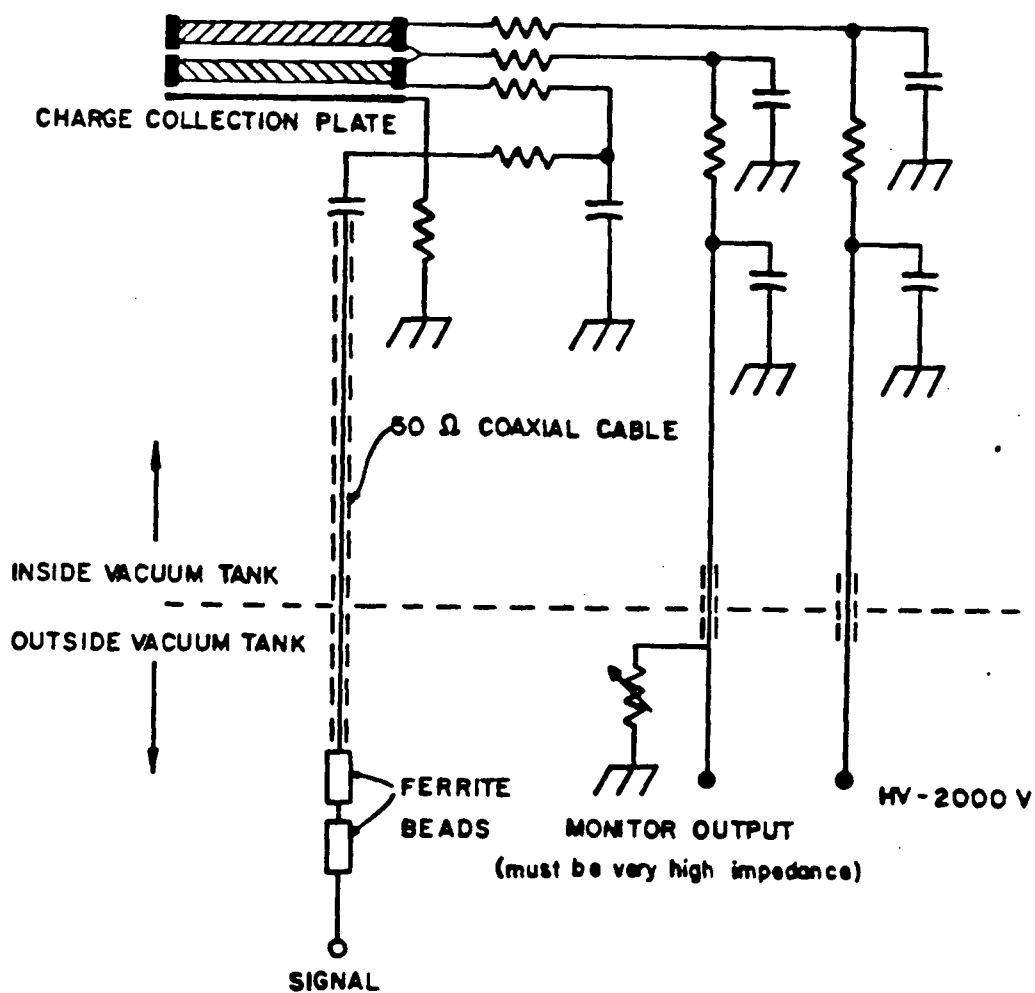 CHARGE COLLECTION PLATE
50 Ω COAXIAL CABLE
INSIDE VACUUM TANK
OUTSIDE VACUUM TANK
FERRITE
BEADS
HV-2000 V
MONITOR OUTPUT
(must be very high impedance)
SIGNAL